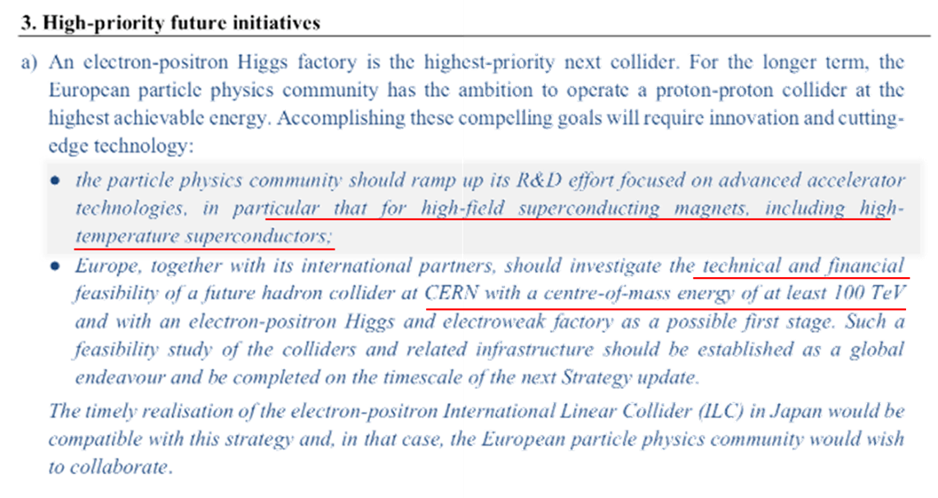 3. High-priority future initiatives
a) An electron-positron Higgs factory is the highest-priority next collider. For the longer term, the
European particle physics community has the ambition to operate a proton-proton collider at the
highest achievable energy. Accomplishing these compelling goals will require innovation and cutting-
edge technology:
• the particle physics community should ramp up its R&D effort focused on advanced accelerator
technologies, in particular that for high-field superconducting magnets, including high-
temperature superconductors;
• Europe, together with its international partners, should investigate the technical and financial
feasibility of a future hadron collider at CERN with a centre-of-mass energy of at least 100 TeV
and with an electron-positron Higgs and electroweak factory as a possible first stage. Such a
feasibility study of the colliders and related infrastructure should be established as a global
endeavour and be completed on the timescale of the next Strategy update.
The timely realisation of the electron-positron International Linear Collider (ILC) in Japan would be
compatible with this strategy and, in that case, the European particle physics community would wish
to collaborate.